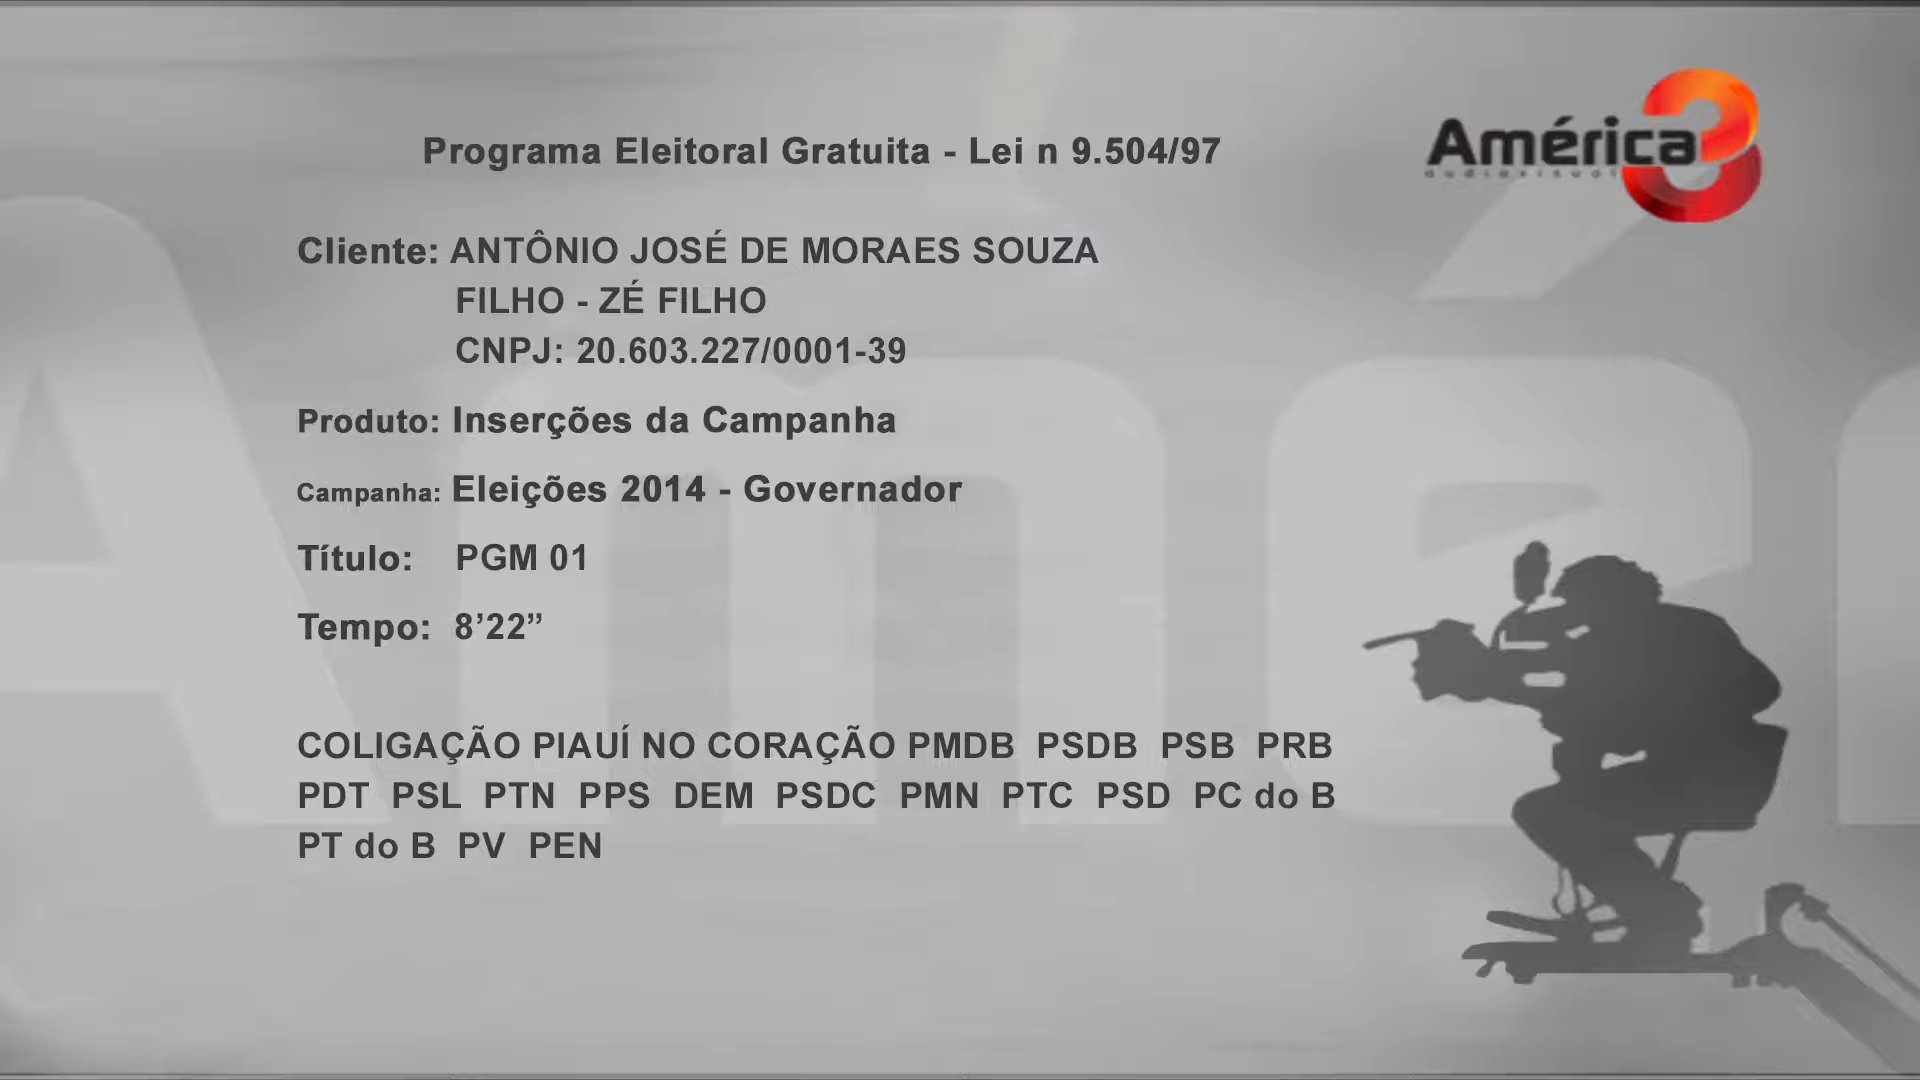 Programa Eleitoral Gratuita - Lei n 9.504/97
América3
audiovisual
Cliente: ANTÔNIO JOSÉ DE MORAES SOUZA
FILHO - ZÉ FILHO
CNPJ: 20.603.227/0001-39
Produto: Inserções da Campanha
Campanha: Eleições 2014 - Governador
Título: PGM 01
Tempo: 8’22”
COLIGAÇÃO PIAUÍ NO CORAÇÃO PMDB PSDB PSB PRB
PDT PSL PTN PPS DEM PSDC PMN PTC PSD PC do B
PT do B PV PEN
Amé